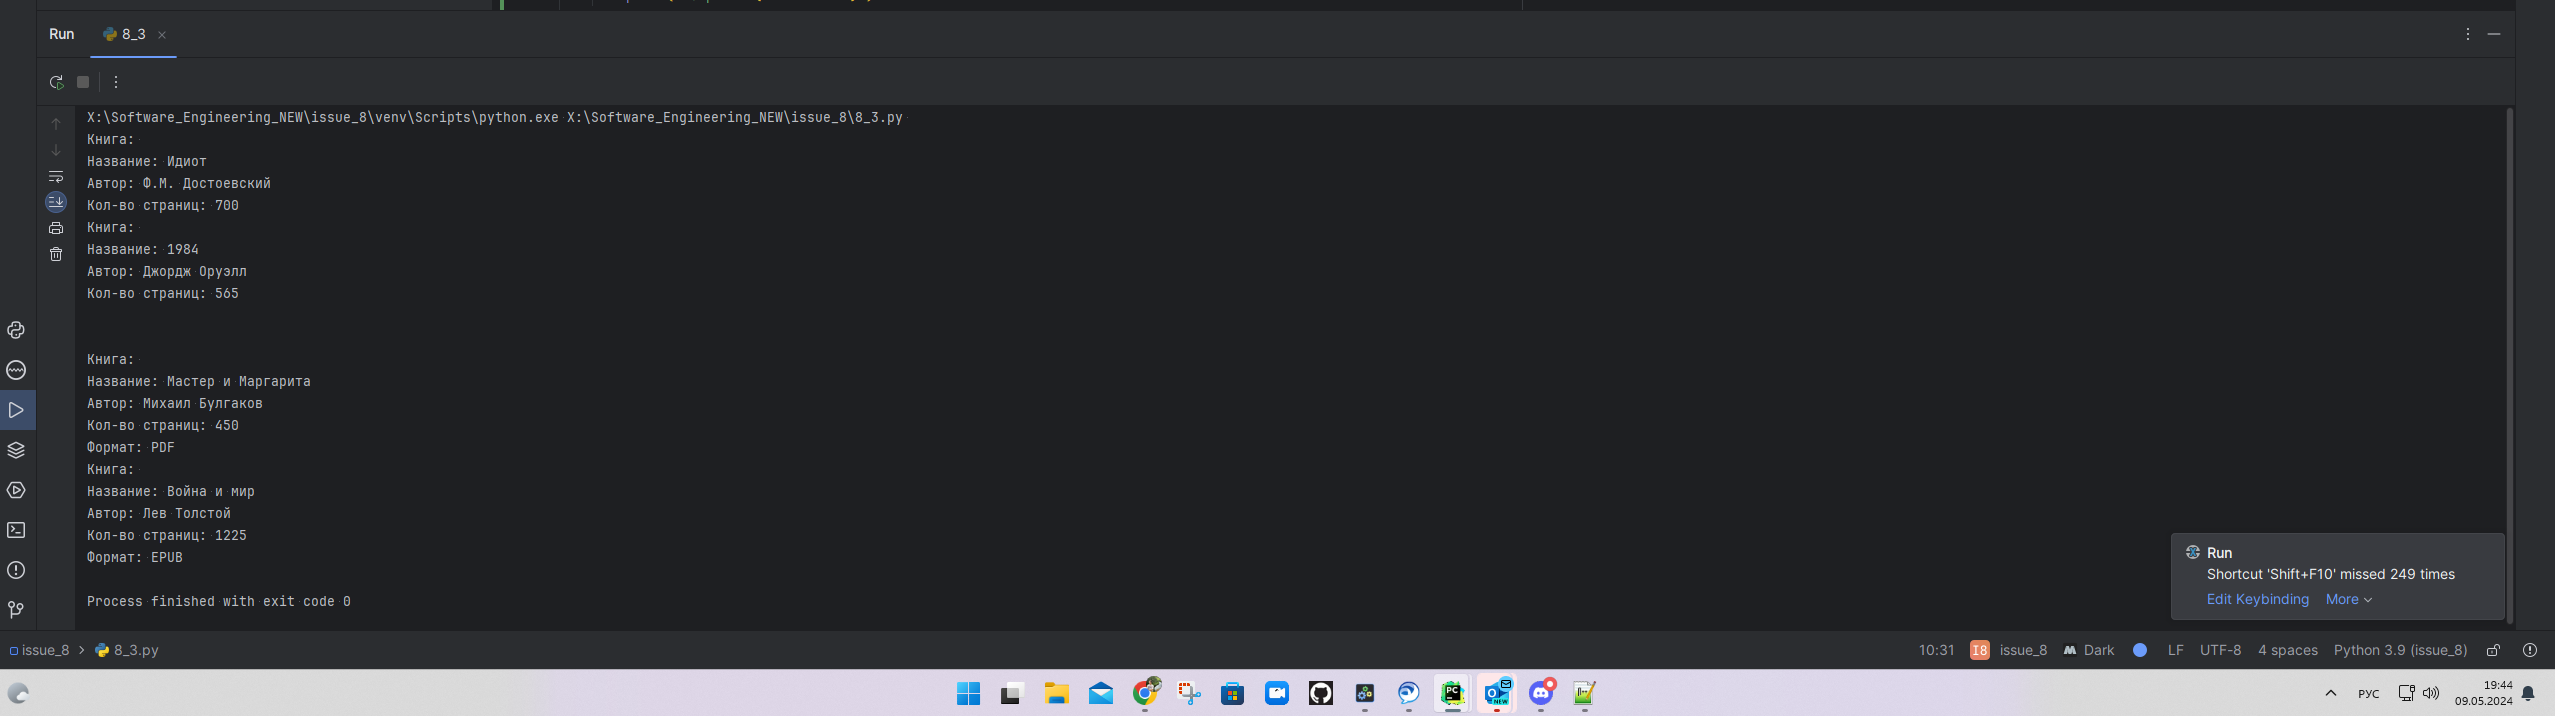 Run 8_3
X:\Software_Engineering_NEW\issue_8\venv\Scripts\python.exe X:\Software_Engineering_NEW\issue_8\8_3.py
Книга:
Название: Идиот
Автор: Ф.М. Достоевский
Кол-во страниц: 700
Книга:
Название: 1984
Автор: Джордж Оруэлл
Кол-во страниц: 565
Книга:
Название: Мастер и Маргарита
Автор: Михаил Булгаков
Кол-во страниц: 450
Формат: PDF
Книга:
Название: Война и мир
Автор: Лев Толстой
Кол-во страниц: 1225
Формат: EPUB
Process finished with exit code 0
Run
Shortcut 'Shift+F10' missed 249 times
Edit Keybinding More
issue_8 > 8_3.py 10:31 I8 issue_8 Dark LF UTF-8 4 spaces Python 3.9 (issue_8)
PC NEW РУС 19:44
09.05.2024